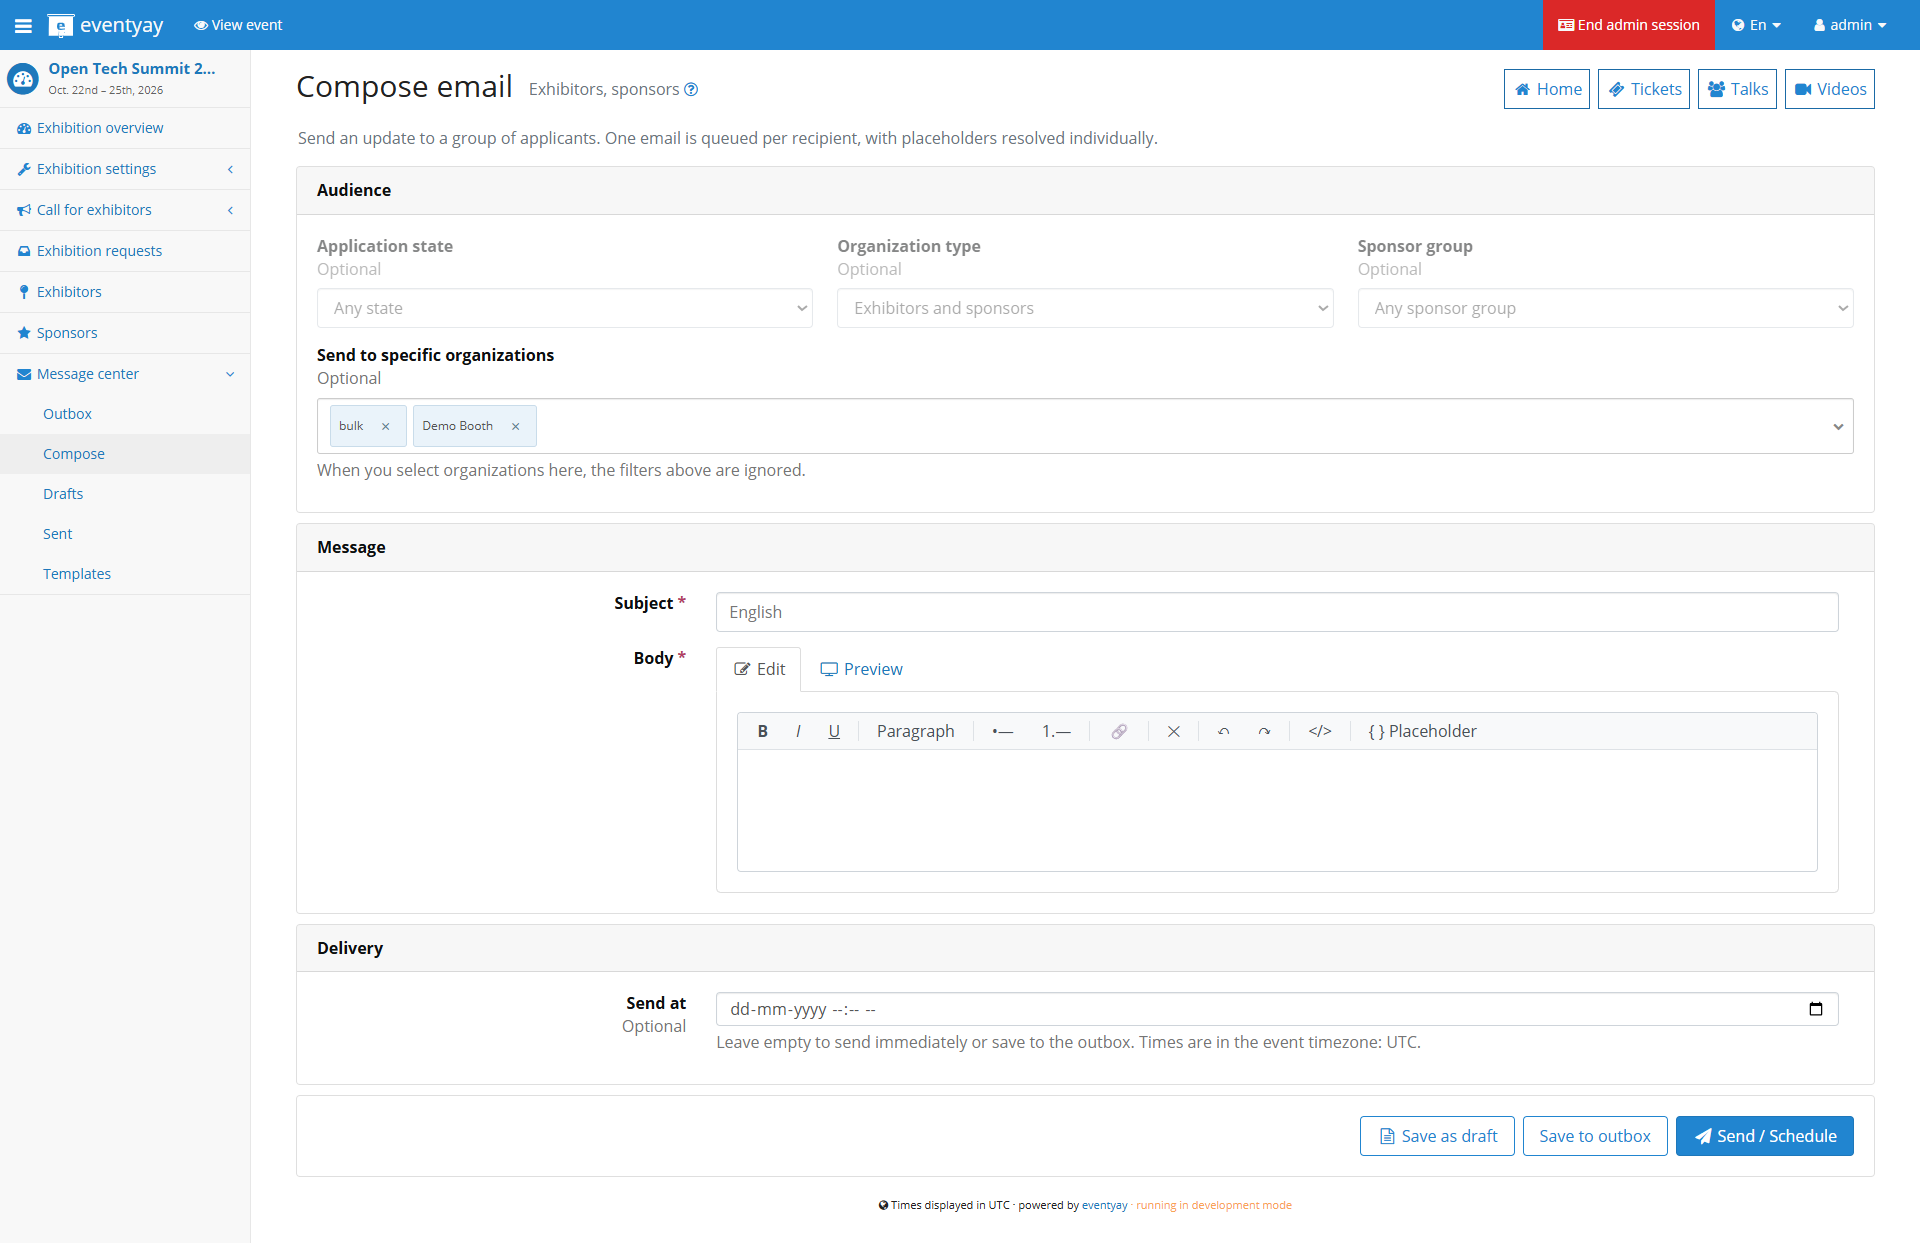 eventyay
View event
End admin session
En
admin
Open Tech Summit 2...
Oct. 22nd – 25th, 2026
Exhibition overview
Exhibition settings
Call for exhibitors
Exhibition requests
Exhibitors
Sponsors
Message center
Outbox
Compose
Drafts
Sent
Templates
Compose email Exhibitors, sponsors
Home
Tickets
Talks
Videos
Send an update to a group of applicants. One email is queued per recipient, with placeholders resolved individually.
Audience
Application state
Optional
Any state
Organization type
Optional
Exhibitors and sponsors
Sponsor group
Optional
Any sponsor group
Send to specific organizations
Optional
bulk ×
Demo Booth ×
When you select organizations here, the filters above are ignored.
Message
Subject *
English
Body *
Edit
Preview
B I U Paragraph •— 1.— </> { } Placeholder
Delivery
Send at
Optional
dd-mm-yyyy --:-- --
Leave empty to send immediately or save to the outbox. Times are in the event timezone: UTC.
Save as draft
Save to outbox
Send / Schedule
Times displayed in UTC · powered by eventyay · running in development mode